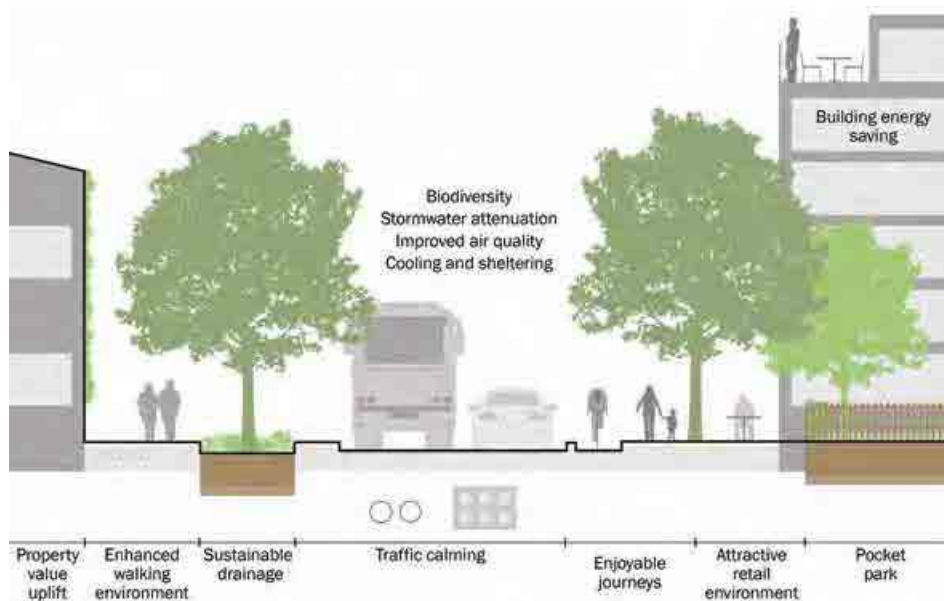 Building energy
saving
Biodiversity
Stormwater attenuation
Improved air quality
Cooling and sheltering
Property
value
uplift
Enhanced
walking
environment
Sustainable
drainage
Traffic calming
Enjoyable
journeys
Attractive
retail
environment
Pocket
park